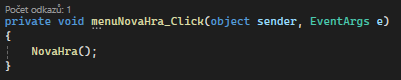 Počet odkazů: 1
private void menuNovaHra_Click(object sender, EventArgs e)
{
    NovaHra();
}